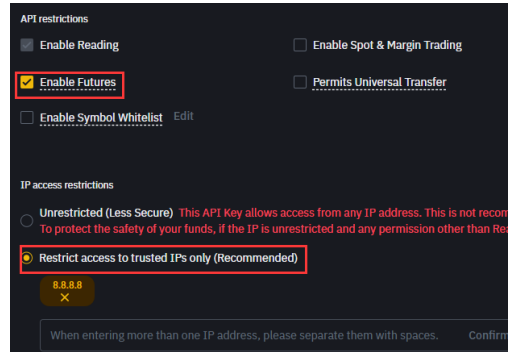 API restrictions
Enable Reading
Enable Spot & Margin Trading
Enable Futures
Permits Universal Transfer
Enable Symbol Whitelist Edit
IP access restrictions
Unrestricted (Less Secure) This API Key allows access from any IP address. This is not
To protect the safety of your funds, if the IP is unrestricted and any permission other than
Restrict access to trusted IPs only (Recommended)
8.8.8.8
When entering more than one IP address, please separate them with spaces. Confirm